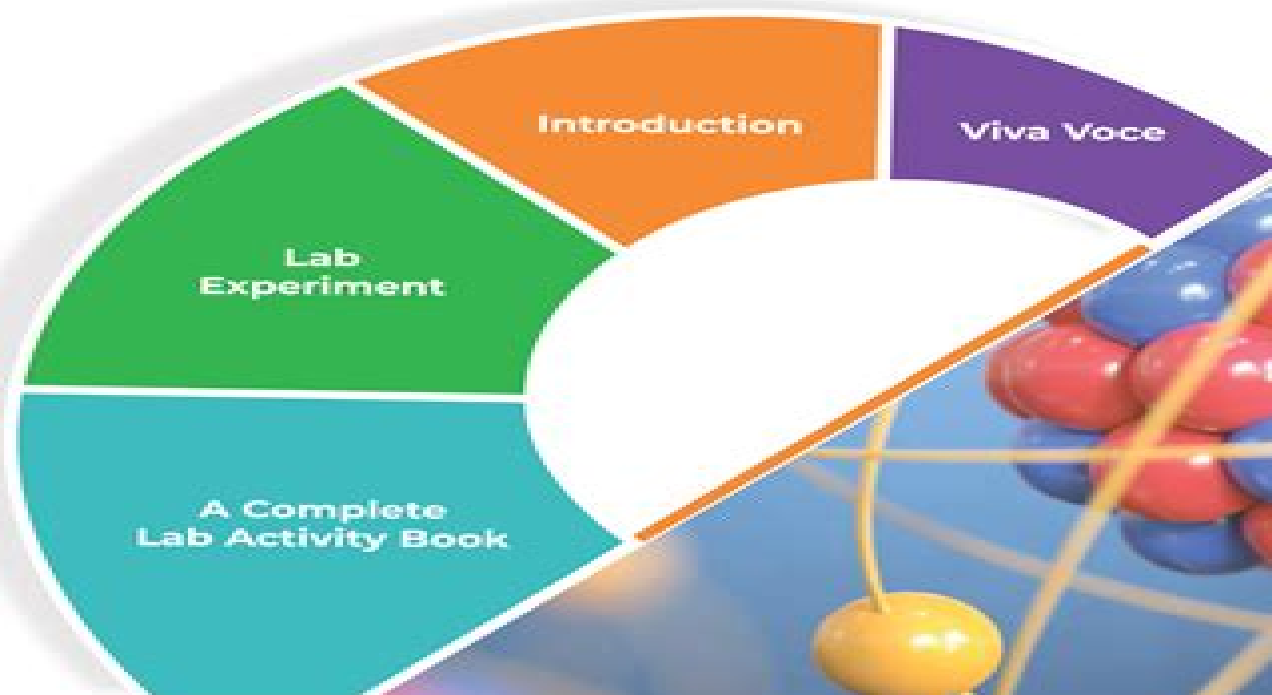 Introduction
Viva Voce
Lab
Experiment
A Complete
Lab Activity Book